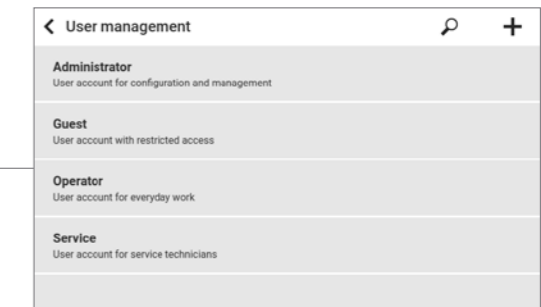 User management
Administrator
User account for configuration and management
Guest
User account with restricted access
Operator
User account for everyday work
Service
User account for service technicians